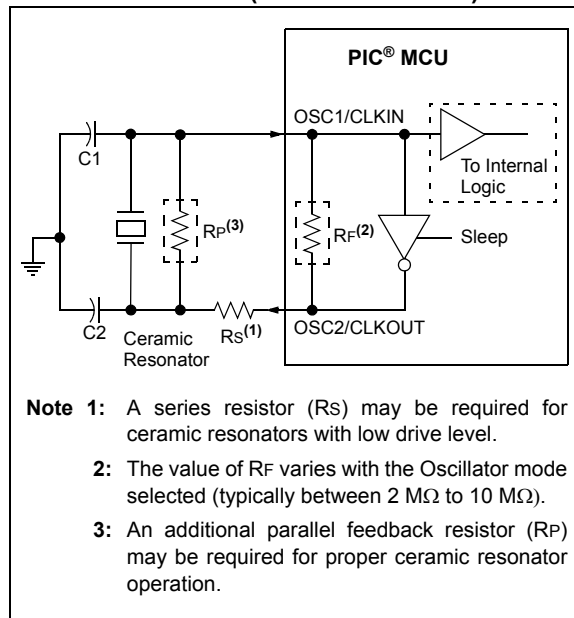 PIC® MCU
OSC1/CLKIN
C1
To Internal
Logic
RP(3)
RF(2)
Sleep
C2
Ceramic
Resonator
RS(1)
OSC2/CLKOUT
Note 1: A series resistor (RS) may be required for
ceramic resonators with low drive level.
2: The value of RF varies with the Oscillator mode
selected (typically between 2 MΩ to 10 MΩ).
3: An additional parallel feedback resistor (RP)
may be required for proper ceramic resonator
operation.